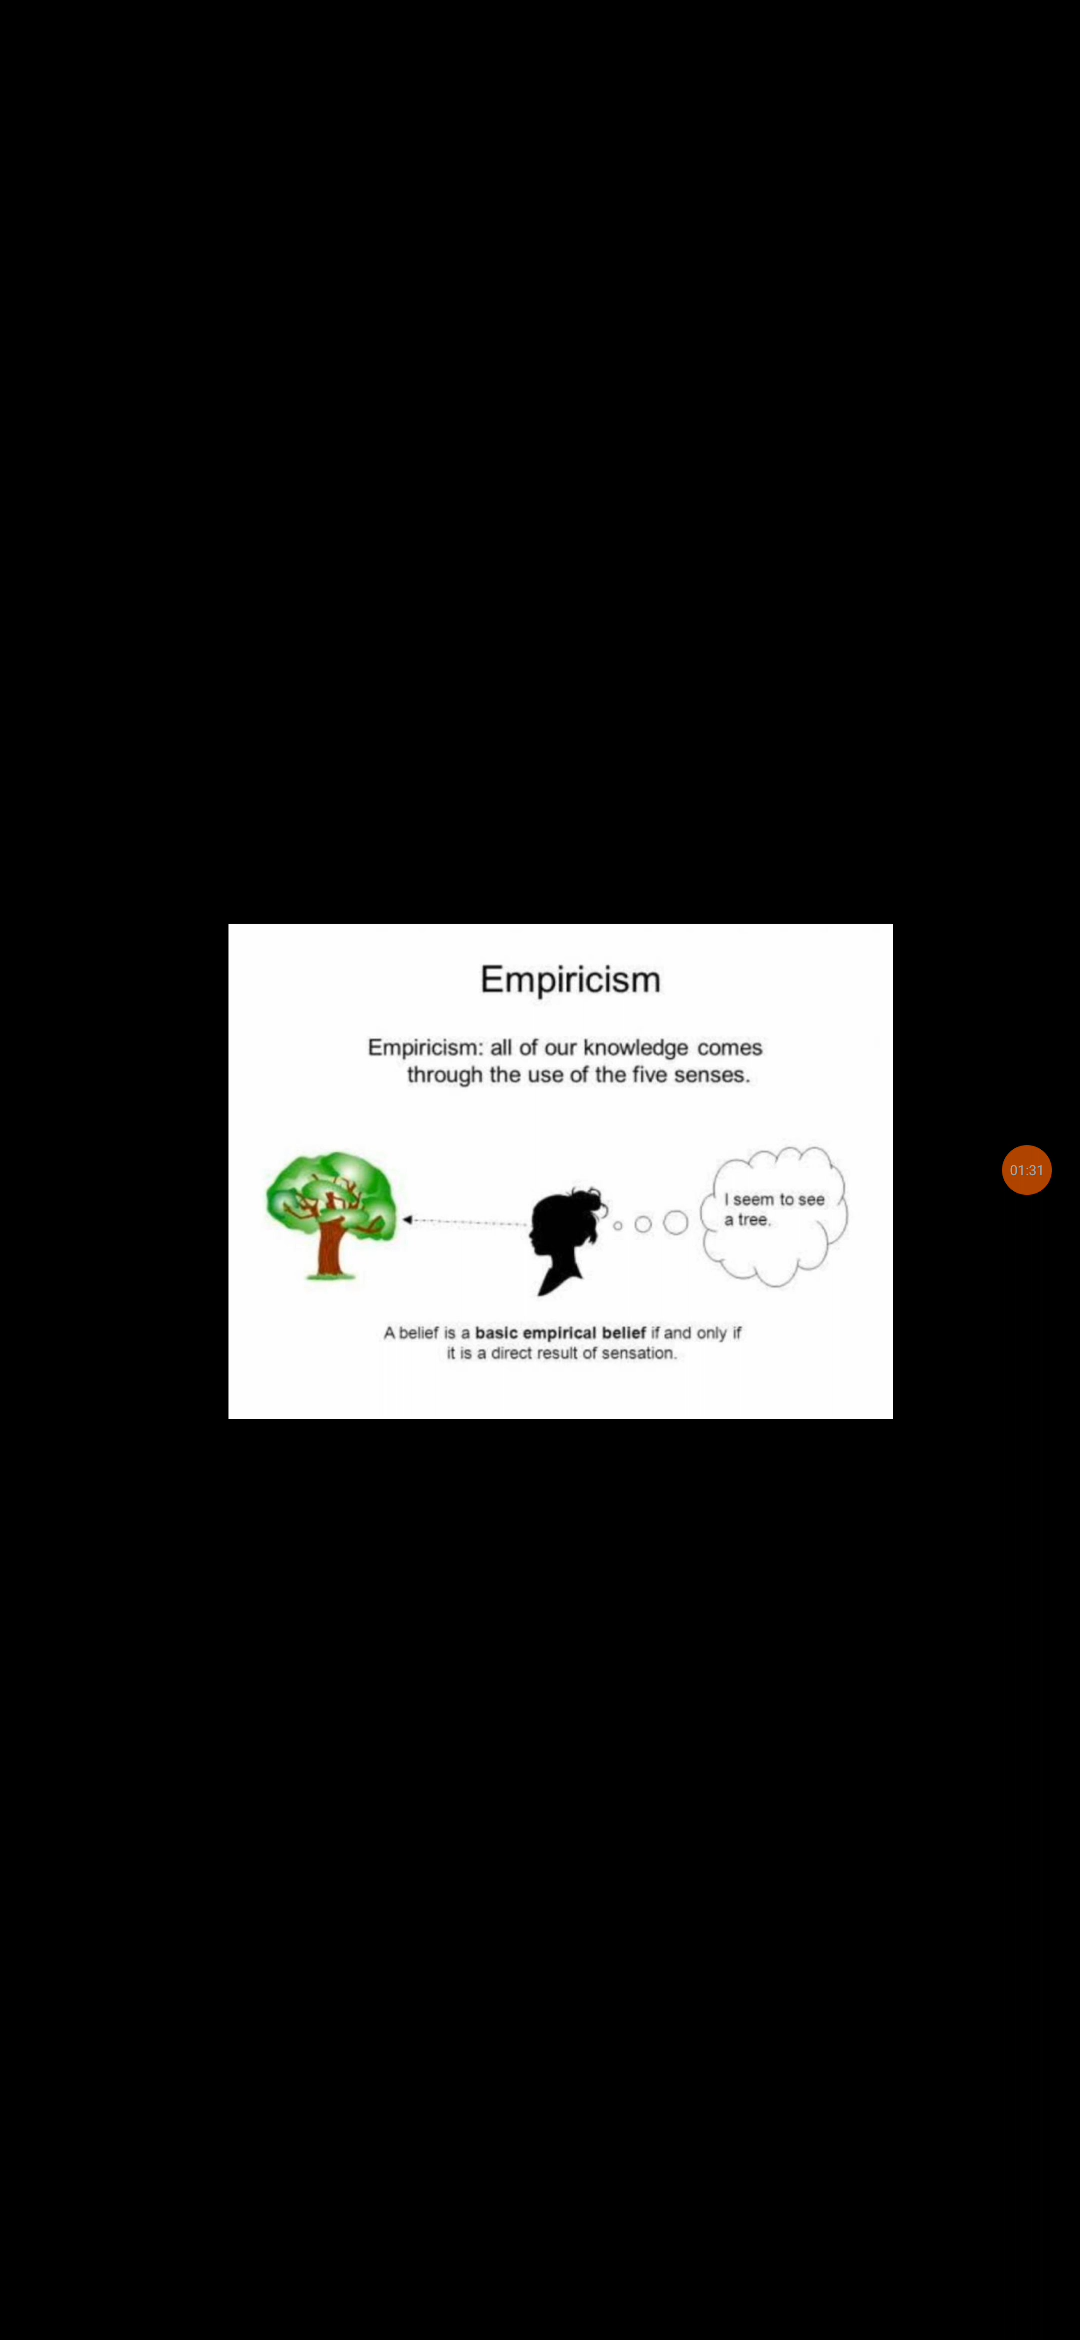 Empiricism
Empiricism: all of our knowledge comes
through the use of the five senses.
I seem to see
a tree.
01:31
A belief is a basic empirical belief if and only if
it is a direct result of sensation.